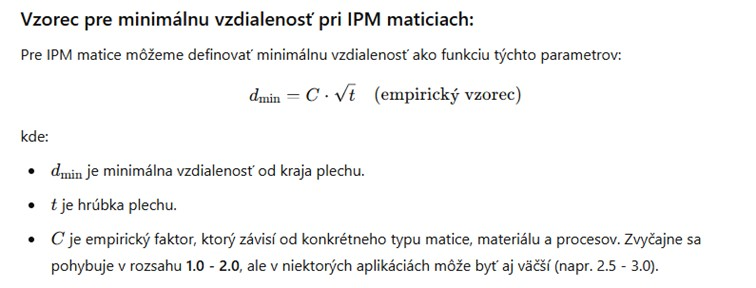 Vzorec pre minimálnu vzdialenosť pri IPM maticiach:
Pre IPM matice môžeme definovať minimálnu vzdialenosť ako funkciu týchto parametrov:
d_min = C · √t (empirický vzorec)
kde:
• d_min je minimálna vzdialenosť od kraja plechu.
• t je hrúbka plechu.
• C je empirický faktor, ktorý závisí od konkrétneho typu matice, materiálu a procesov. Zvyčajne sa
pohybuje v rozsahu 1.0 - 2.0, ale v niektorých aplikáciách môže byť aj väčší (napr. 2.5 - 3.0).